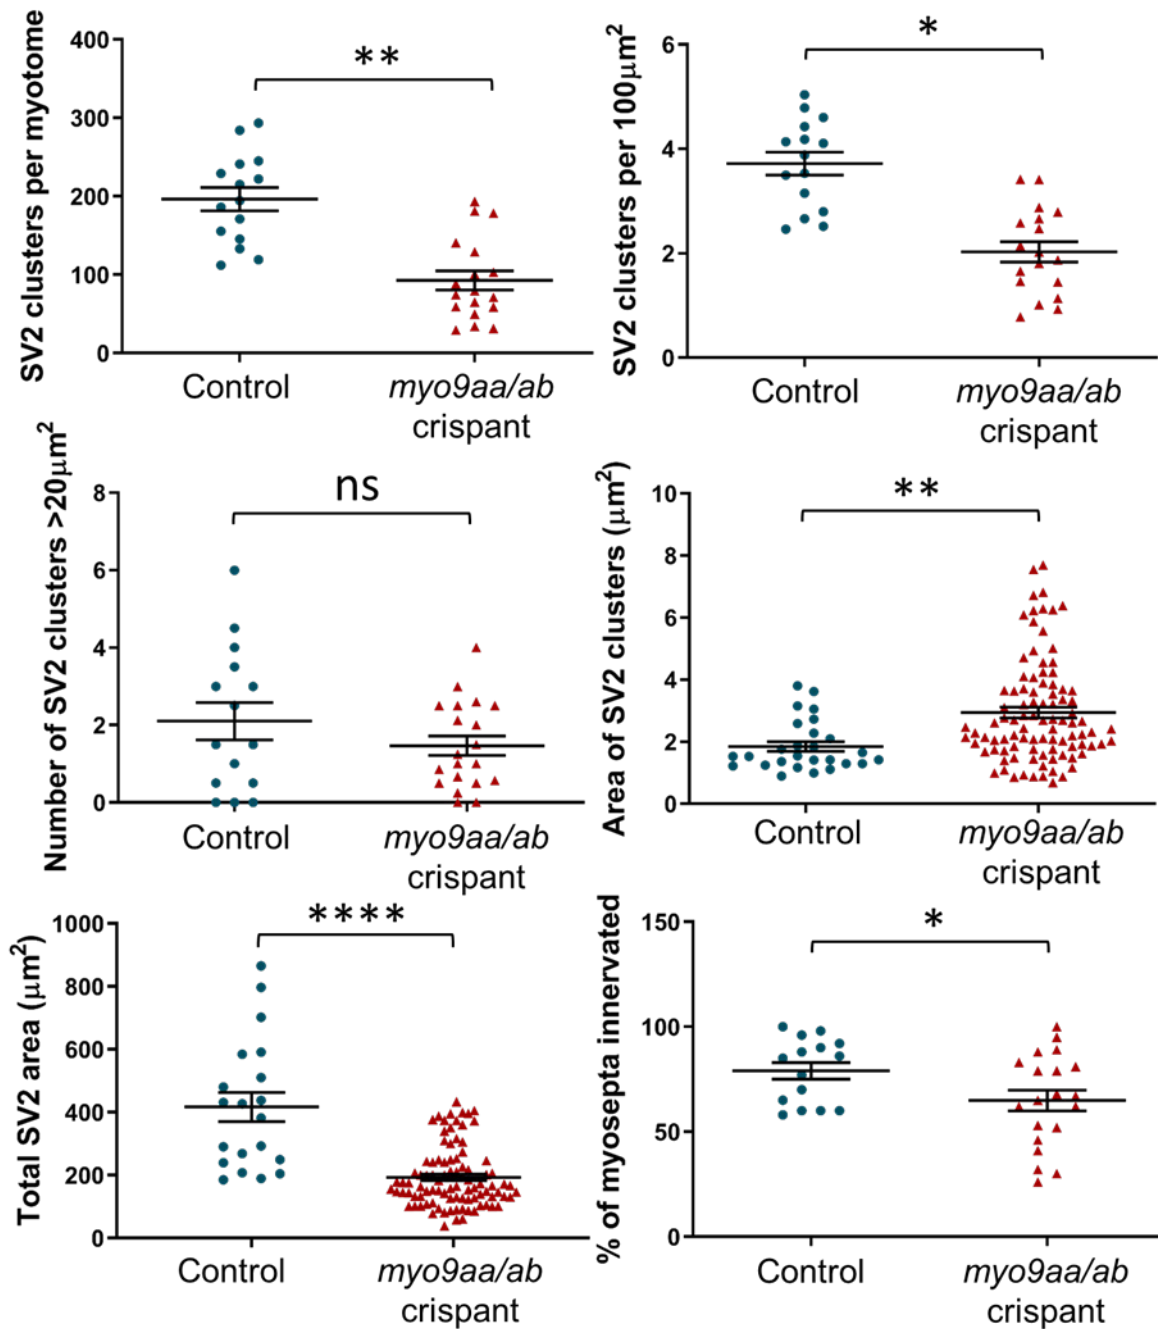 SV2 clusters per myotome
400
300
200
100
0
**
Control
myo9aa/ab
crispant
SV2 clusters per 100μm²
6
4
2
0
*
Control
myo9aa/ab
crispant
Number of SV2 clusters >20μm²
8
6
4
2
0
ns
Control
myo9aa/ab
crispant
Area of SV2 clusters (μm²)
10
8
6
4
2
0
**
Control
myo9aa/ab
crispant
Total SV2 area (μm²)
1000
800
600
400
200
0
****
Control
myo9aa/ab
crispant
% of myosepta innervated
150
100
50
0
*
Control
myo9aa/ab
crispant